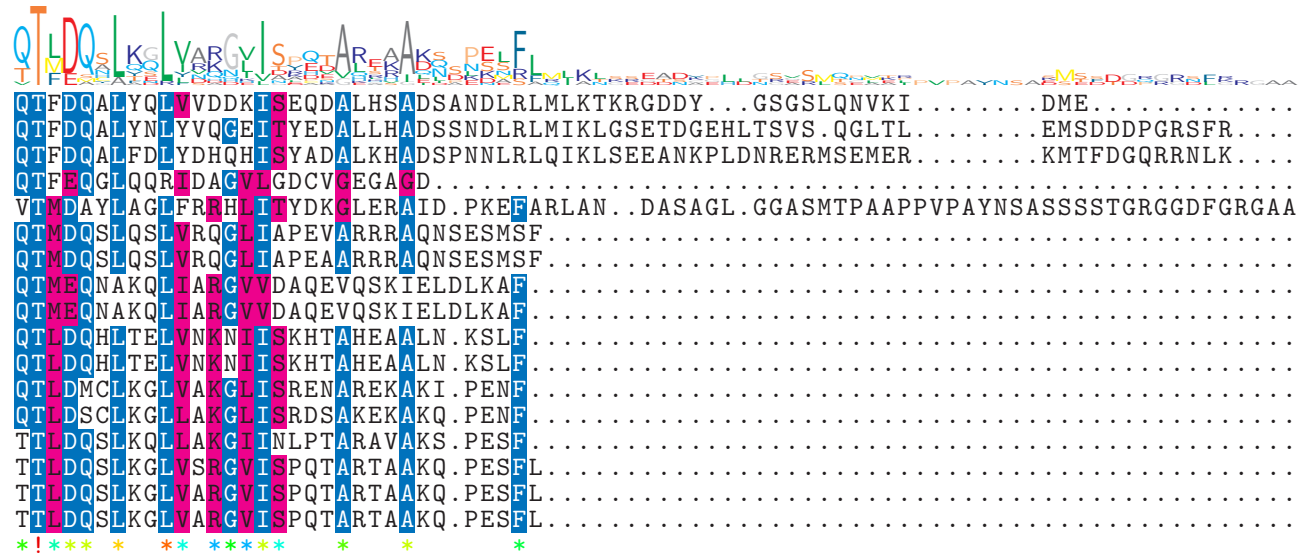 QTFDQALYQLVVDDKISEQDALHSADSANDLRLMLKTKRGDDY...GSGSLQNVKI........DME.............
QTFDQALYNLYVQGEITYEDALLHADSSNDLRLMIKLGSETDGEHLTSVS.QGLTL........EMSDDDPGRSFR....
QTFDQALFDLYDHQHISYADALKHADSPNNLRLQIKLSEEANKPLDNRERMSEMER........KMTFDGQRRNLK....
QTFEQGLQQRIDAGVLGDCVGEGAGD......................................................
VTMDAYLAGLFRRHLITYDKGLERAID.PKEFARLAN..DASAGL.GGASMTPAAPPVPAYNSASSSSTGRGGDFGRGAA
QTMDQSLQSLVRQGLIAPEVARRRAQNSESMSF...............................................
QTMDQSLQSLVRQGLIAPEAARRRAQNSESMSF...............................................
QTMEQNAKQLIARGVVDAQEVQSKIELDLKAF................................................
QTMEQNAKQLIARGVVDAQEVQSKIELDLKAF................................................
QTLDQHLTELVNKNIISKHTAHEAALN.KSLF................................................
QTLDQHLTELVNKNIISKHTAHEAALN.KSLF................................................
QTLDMCLKGLVAKGLISRENAREKAKI.PENF................................................
QTLDSCLKGLLAKGLISRDSAKEKAKQ.PENF................................................
TTLDQSLKQLLAKGIINLPTARAVAKS.PESF................................................
TTLDQSLKGLVSRGVISPQTARTAAKQ.PESFL...............................................
TTLDQSLKGLVARGVISPQTARTAAKQ.PESFL...............................................
TTLDQSLKGLVARGVISPQTARTAAKQ.PESFL...............................................
*!*** * ** ***** * * *